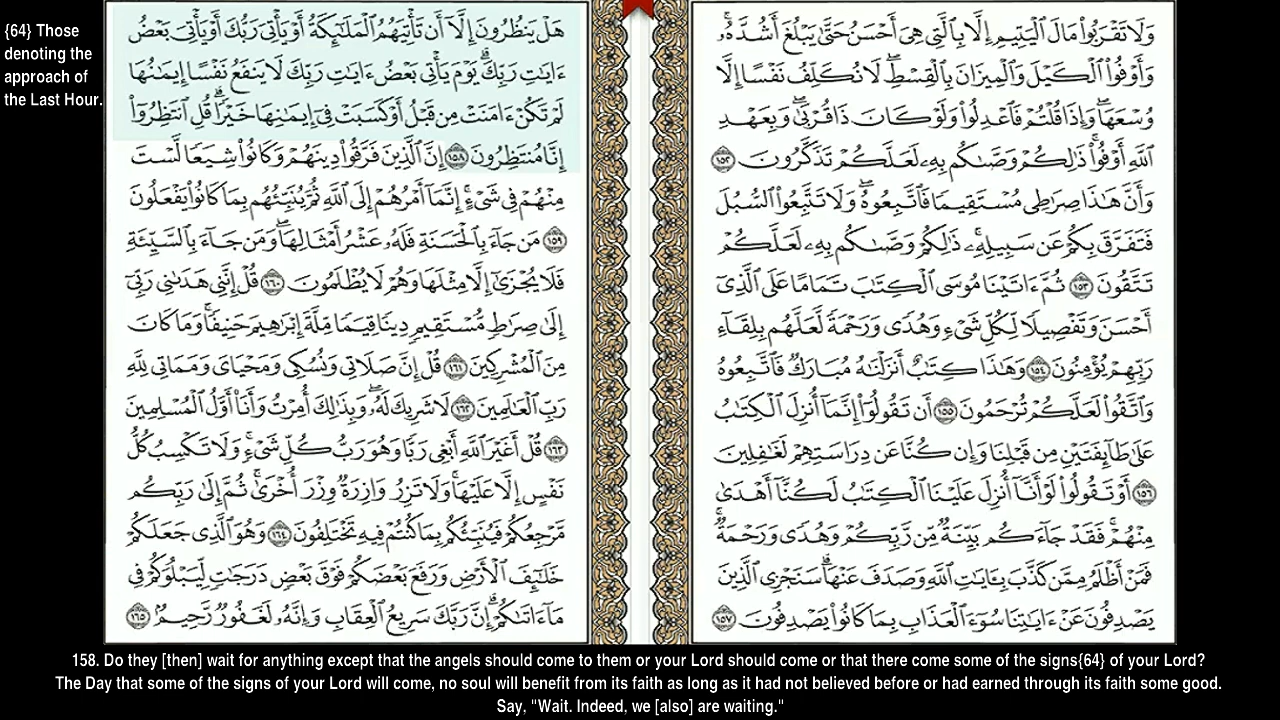 {64} Those
denoting the
approach of
the Last Hour.
وَلَا تَقْرَبُوا۟ مَالَ ٱلْيَتِيمِ إِلَّا بِٱلَّتِى هِىَ أَحْسَنُ حَتَّىٰ يَبْلُغَ أَشُدَّهُۥ ۖ
وَأَوْفُوا۟ ٱلْكَيْلَ وَٱلْمِيزَانَ بِٱلْقِسْطِ ۖ لَا نُكَلِّفُ نَفْسًا إِلَّا
وُسْعَهَا ۖ وَإِذَا قُلْتُمْ فَٱعْدِلُوا۟ وَلَوْ كَانَ ذَا قُرْبَىٰ ۖ وَبِعَهْدِ
ٱللَّهِ أَوْفُوا۟ ۚ ذَٰلِكُمْ وَصَّىٰكُم بِهِۦ لَعَلَّكُمْ تَذَكَّرُونَ ١٥٢
وَأَنَّ هَٰذَا صِرَٰطِى مُسْتَقِيمًا فَٱتَّبِعُوهُ ۖ وَلَا تَتَّبِعُوا۟ ٱلسُّبُلَ
فَتَفَرَّقَ بِكُمْ عَن سَبِيلِهِۦ ۚ ذَٰلِكُمْ وَصَّىٰكُم بِهِۦ لَعَلَّكُمْ
تَتَّقُونَ ١٥٣ ثُمَّ ءَاتَيْنَا مُوسَى ٱلْكِتَٰبَ تَمَامًا عَلَى ٱلَّذِىٓ
أَحْسَنَ وَتَفْصِيلًا لِّكُلِّ شَىْءٍ وَهُدًى وَرَحْمَةً لَّعَلَّهُم بِلِقَآءِ
رَبِّهِمْ يُؤْمِنُونَ ١٥٤ وَهَٰذَا كِتَٰبٌ أَنزَلْنَٰهُ مُبَارَكٌ فَٱتَّبِعُوهُ
وَٱتَّقُوا۟ لَعَلَّكُمْ تُرْحَمُونَ ١٥٥ أَن تَقُولُوٓا۟ إِنَّمَآ أُنزِلَ ٱلْكِتَٰبُ
عَلَىٰ طَآئِفَتَيْنِ مِن قَبْلِنَا وَإِن كُنَّا عَن دِرَاسَتِهِمْ لَغَٰفِلِينَ
١٥٦ أَوْ تَقُولُوا۟ لَوْ أَنَّآ أُنزِلَ عَلَيْنَا ٱلْكِتَٰبُ لَكُنَّآ أَهْدَىٰ
مِنْهُمْ ۚ فَقَدْ جَآءَكُم بَيِّنَةٌ مِّن رَّبِّكُمْ وَهُدًى وَرَحْمَةٌ ۚ
فَمَنْ أَظْلَمُ مِمَّن كَذَّبَ بِـَٔايَٰتِ ٱللَّهِ وَصَدَفَ عَنْهَا ۗ سَنَجْزِى ٱلَّذِينَ
يَصْدِفُونَ عَنْ ءَايَٰتِنَا سُوٓءَ ٱلْعَذَابِ بِمَا كَانُوا۟ يَصْدِفُونَ ١٥٧
هَلْ يَنظُرُونَ إِلَّآ أَن تَأْتِيَهُمُ ٱلْمَلَٰٓئِكَةُ أَوْ يَأْتِىَ رَبُّكَ أَوْ يَأْتِىَ بَعْضُ
ءَايَٰتِ رَبِّكَ ۗ يَوْمَ يَأْتِى بَعْضُ ءَايَٰتِ رَبِّكَ لَا يَنفَعُ نَفْسًا إِيمَٰنُهَا
لَمْ تَكُنْ ءَامَنَتْ مِن قَبْلُ أَوْ كَسَبَتْ فِىٓ إِيمَٰنِهَا خَيْرًا ۗ قُلِ ٱنتَظِرُوٓا۟
إِنَّا مُنتَظِرُونَ ١٥٨ إِنَّ ٱلَّذِينَ فَرَّقُوا۟ دِينَهُمْ وَكَانُوا۟ شِيَعًا لَّسْتَ
مِنْهُمْ فِى شَىْءٍ ۚ إِنَّمَآ أَمْرُهُمْ إِلَى ٱللَّهِ ثُمَّ يُنَبِّئُهُم بِمَا كَانُوا۟ يَفْعَلُونَ
١٥٩ مَن جَآءَ بِٱلْحَسَنَةِ فَلَهُۥ عَشْرُ أَمْثَالِهَا ۖ وَمَن جَآءَ بِٱلسَّيِّئَةِ
فَلَا يُجْزَىٰٓ إِلَّا مِثْلَهَا وَهُمْ لَا يُظْلَمُونَ ١٦٠ قُلْ إِنَّنِى هَدَىٰنِى رَبِّىٓ
إِلَىٰ صِرَٰطٍ مُّسْتَقِيمٍ دِينًا قِيَمًا مِّلَّةَ إِبْرَٰهِيمَ حَنِيفًا ۚ وَمَا كَانَ
مِنَ ٱلْمُشْرِكِينَ ١٦١ قُلْ إِنَّ صَلَاتِى وَنُسُكِى وَمَحْيَاىَ وَمَمَاتِى لِلَّهِ
رَبِّ ٱلْعَٰلَمِينَ ١٦٢ لَا شَرِيكَ لَهُۥ ۖ وَبِذَٰلِكَ أُمِرْتُ وَأَنَا۠ أَوَّلُ ٱلْمُسْلِمِينَ
١٦٣ قُلْ أَغَيْرَ ٱللَّهِ أَبْغِى رَبًّا وَهُوَ رَبُّ كُلِّ شَىْءٍ ۚ وَلَا تَكْسِبُ كُلُّ
نَفْسٍ إِلَّا عَلَيْهَا ۚ وَلَا تَزِرُ وَازِرَةٌ وِزْرَ أُخْرَىٰ ۚ ثُمَّ إِلَىٰ رَبِّكُم
مَّرْجِعُكُمْ فَيُنَبِّئُكُم بِمَا كُنتُمْ فِيهِ تَخْتَلِفُونَ ١٦٤ وَهُوَ ٱلَّذِى جَعَلَكُمْ
خَلَٰٓئِفَ ٱلْأَرْضِ وَرَفَعَ بَعْضَكُمْ فَوْقَ بَعْضٍ دَرَجَٰتٍ لِّيَبْلُوَكُمْ فِى
مَآ ءَاتَىٰكُمْ ۗ إِنَّ رَبَّكَ سَرِيعُ ٱلْعِقَابِ وَإِنَّهُۥ لَغَفُورٌ رَّحِيمٌۢ ١٦٥
158. Do they [then] wait for anything except that the angels should come to them or your Lord should come or that there come some of the signs{64} of your Lord?
The Day that some of the signs of your Lord will come, no soul will benefit from its faith as long as it had not believed before or had earned through its faith some good.
Say, "Wait. Indeed, we [also] are waiting."